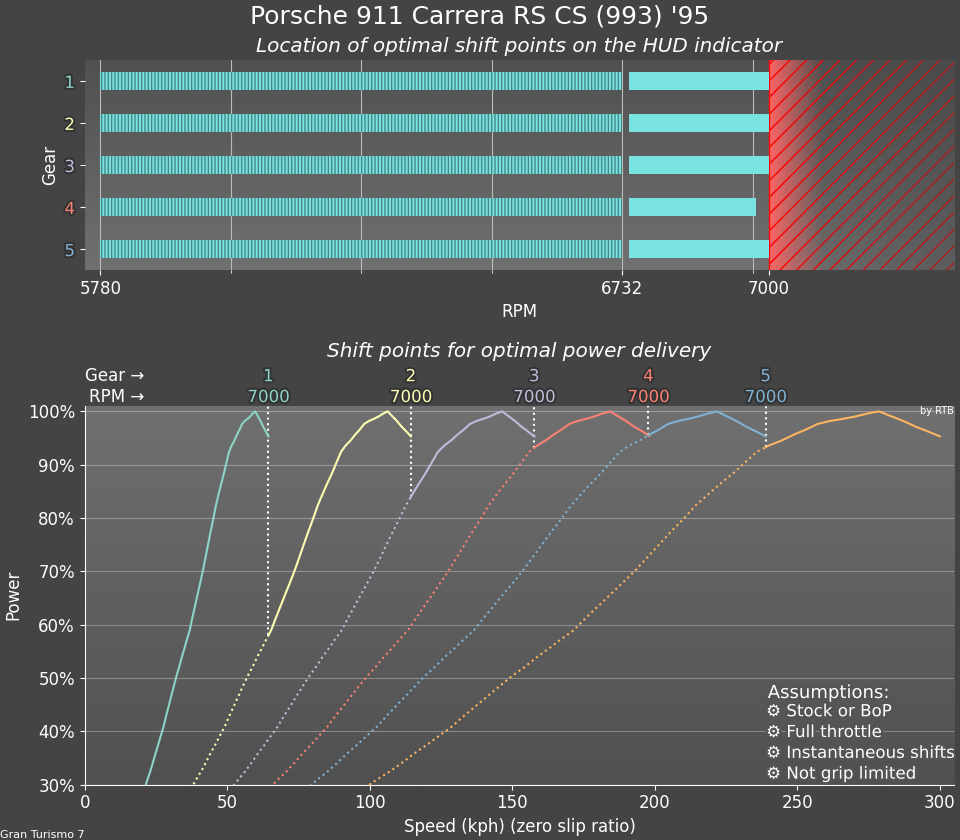 Porsche 911 Carrera RS CS (993) '95
Location of optimal shift points on the HUD indicator
Gear
1
2
3
4
5
5780 6732 7000
RPM
Shift points for optimal power delivery
Gear → 1 2 3 4 5
RPM → 7000 7000 7000 7000 7000
by RTB
Power
100%
90%
80%
70%
60%
50%
40%
30%
Assumptions:
⚙ Stock or BoP
⚙ Full throttle
⚙ Instantaneous shifts
⚙ Not grip limited
0 50 100 150 200 250 300
Speed (kph) (zero slip ratio)
Gran Turismo 7